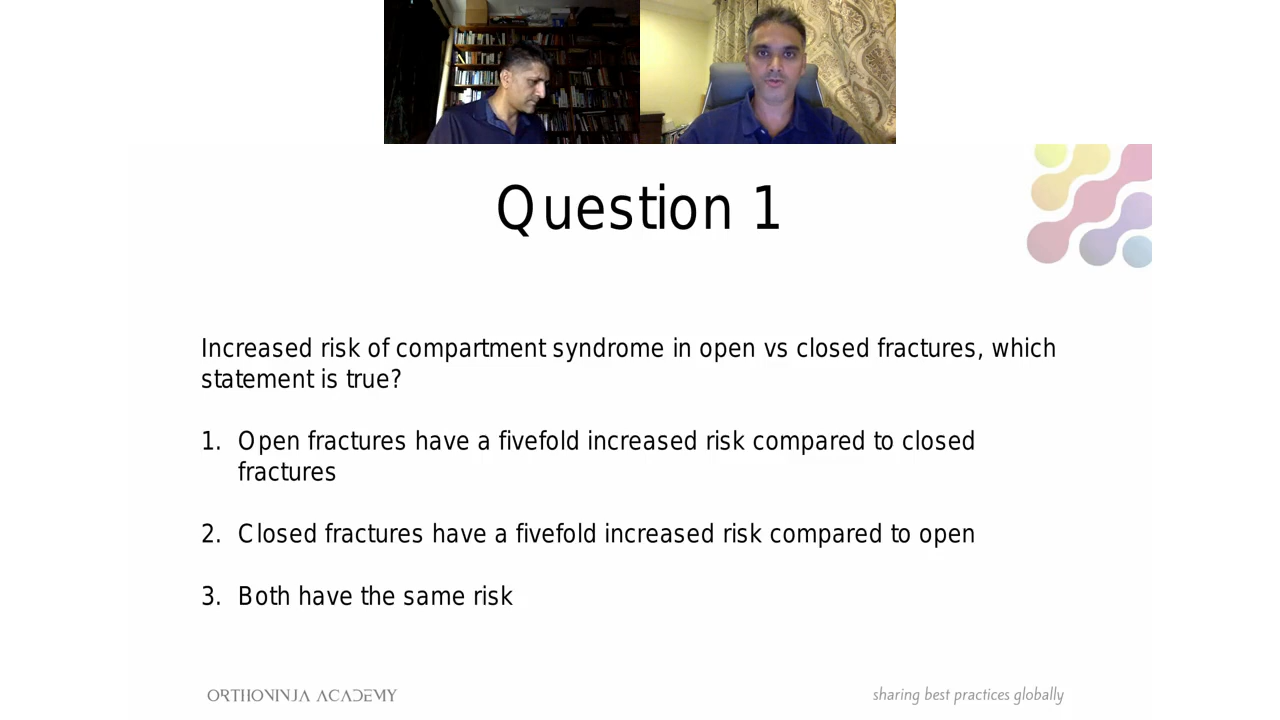 Question 1
Increased risk of compartment syndrome in open vs closed fractures, which
statement is true?
1. Open fractures have a fivefold increased risk compared to closed
fractures
2. Closed fractures have a fivefold increased risk compared to open
3. Both have the same risk
ORTHONINJA ACADEMY
sharing best practices globally